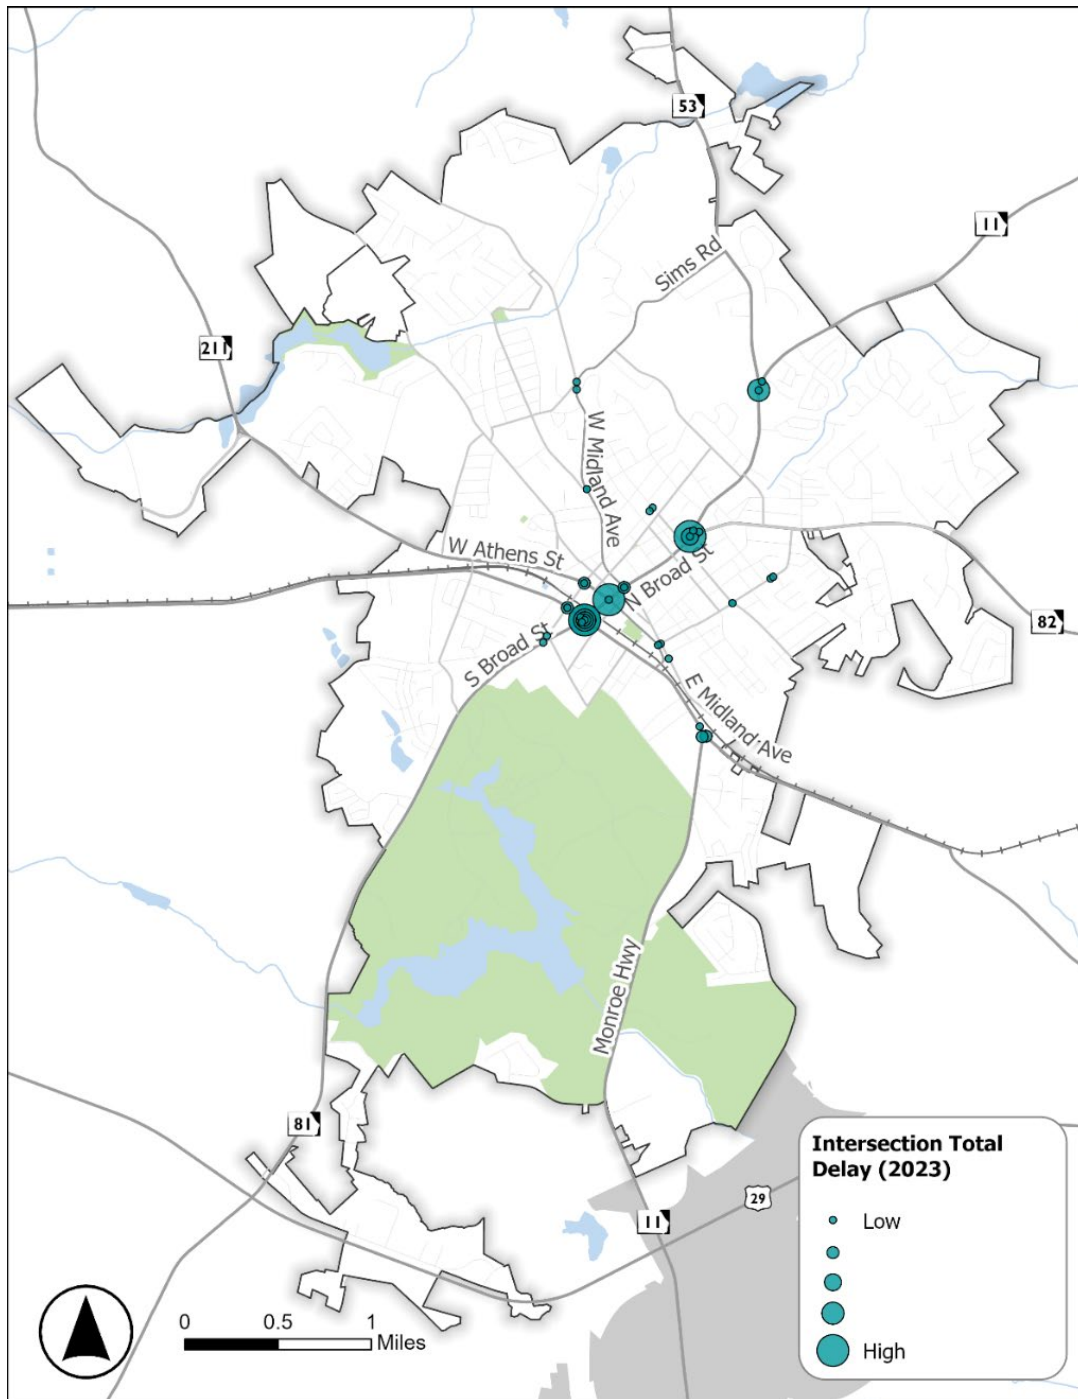 53
11
Sims Rd
211
W Midland Ave
W Athens St
N Broad St
82
S Broad St
E Midland Ave
Monroe Hwy
81
29
11
Intersection Total
Delay (2023)
Low
High
0 0.5 1
Miles